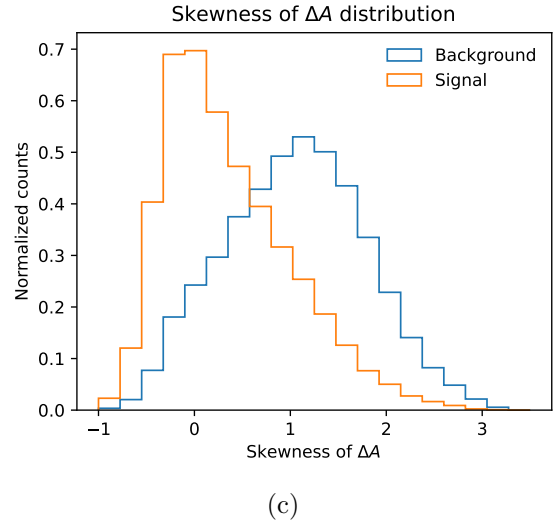 Skewness of ΔA distribution
Background
Signal
Normalized counts
0.7
0.6
0.5
0.4
0.3
0.2
0.1
0.0
−1 0 1 2 3
Skewness of ΔA
(c)